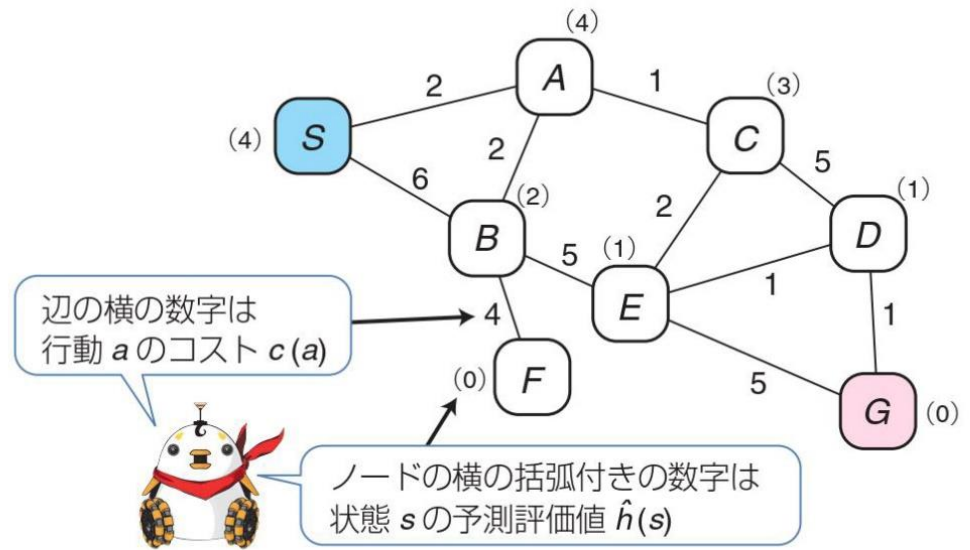 (4)
A
2
1
(3)
(4)
S
C
2
5
6
(2)
2
(1)
B
D
5
(1)
1
E
辺の横の数字は
行動 a のコスト c (a)
4
1
(0)
F
5
G
(0)
ノードの横の括弧付きの数字は
状態 s の予測評価値 ĥ(s)